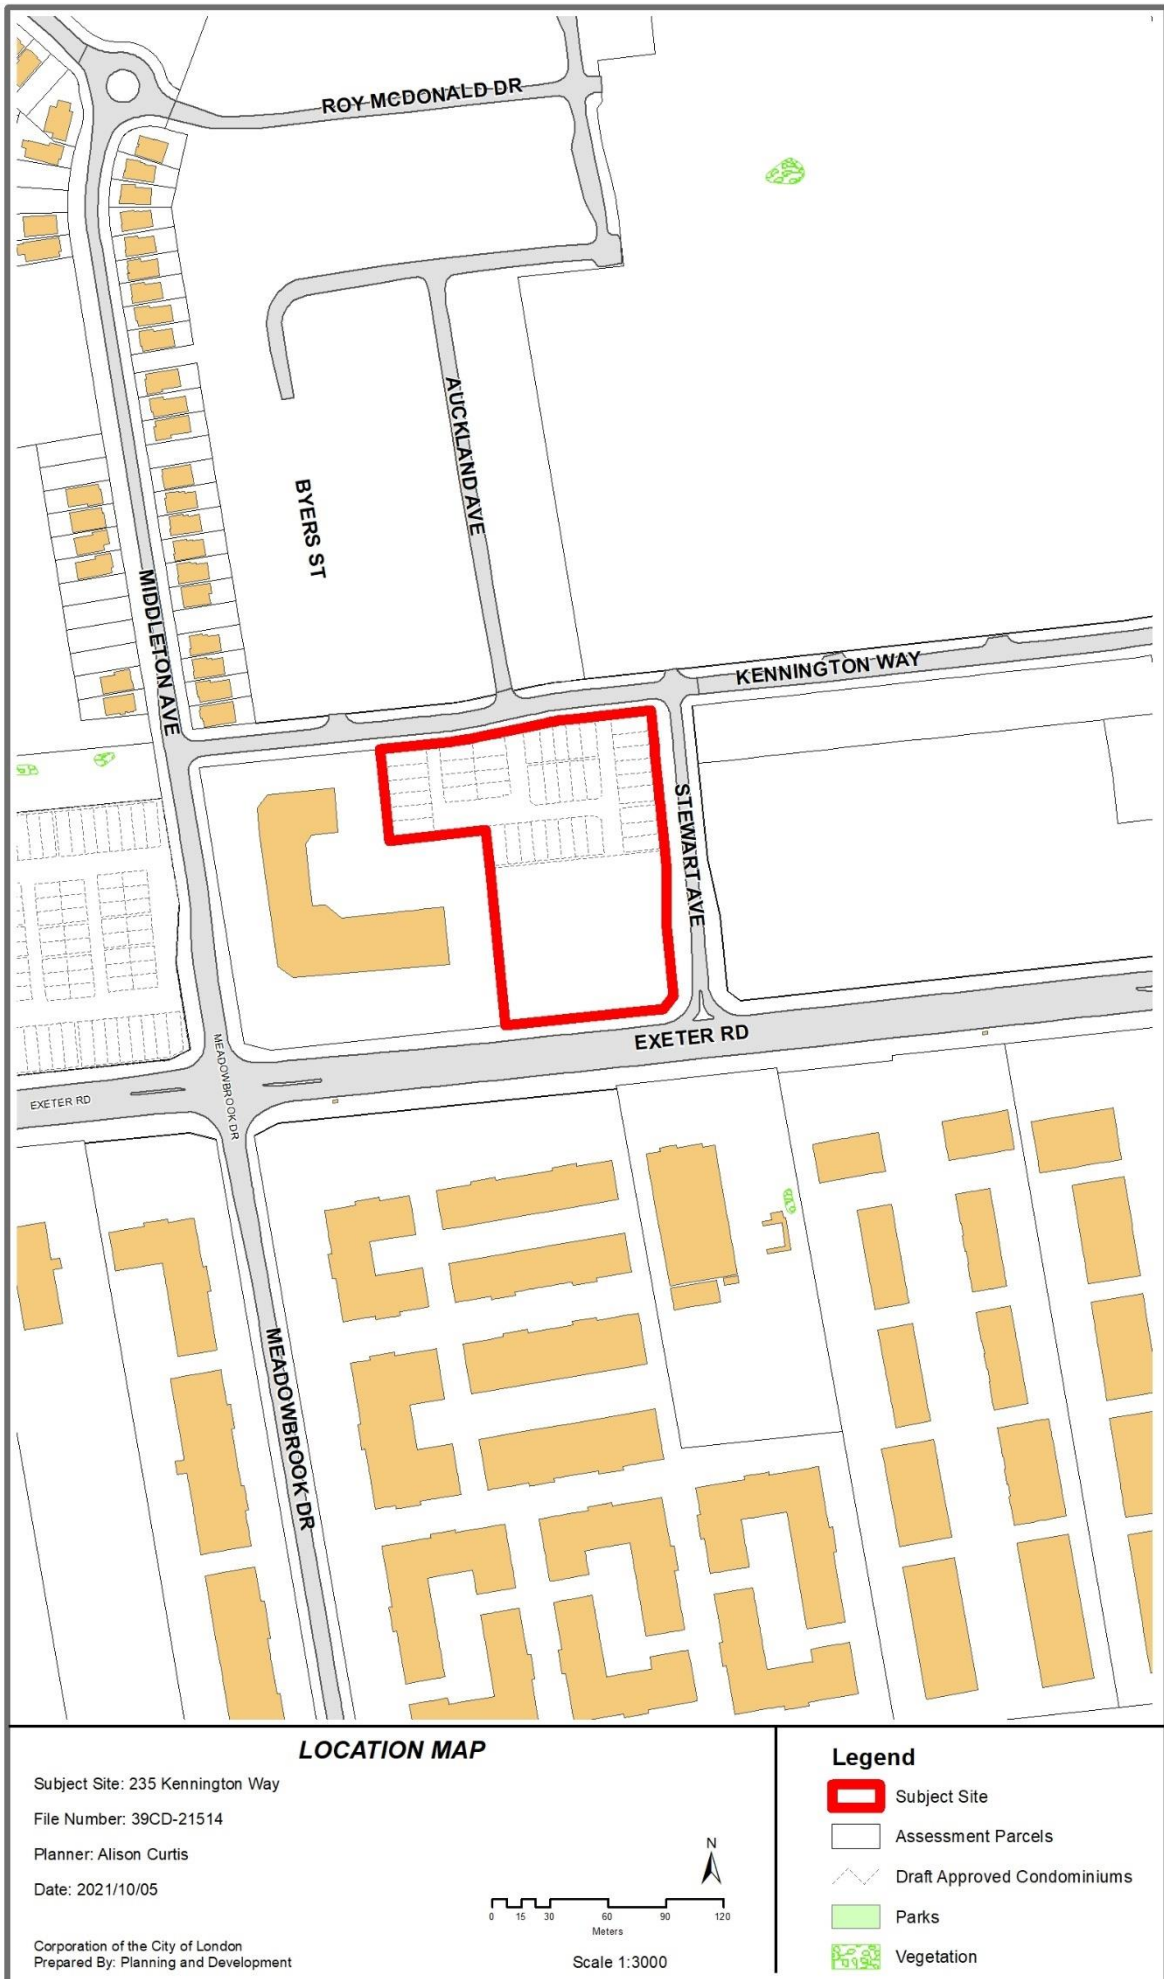 ROY MCDONALD DR
AUCKLAND AVE
BYERS ST
MIDDLETON AVE
KENNINGTON WAY
STEWART AVE
EXETER RD
MEADOWBROOK DR
EXETER RD
MEADOWBROOK DR
LOCATION MAP
Subject Site: 235 Kennington Way
File Number: 39CD-21514
Planner: Alison Curtis
Date: 2021/10/05
Corporation of the City of London
Prepared By: Planning and Development
N
0 15 30 60 90 120
Meters
Scale 1:3000
Legend
Subject Site
Assessment Parcels
Draft Approved Condominiums
Parks
Vegetation